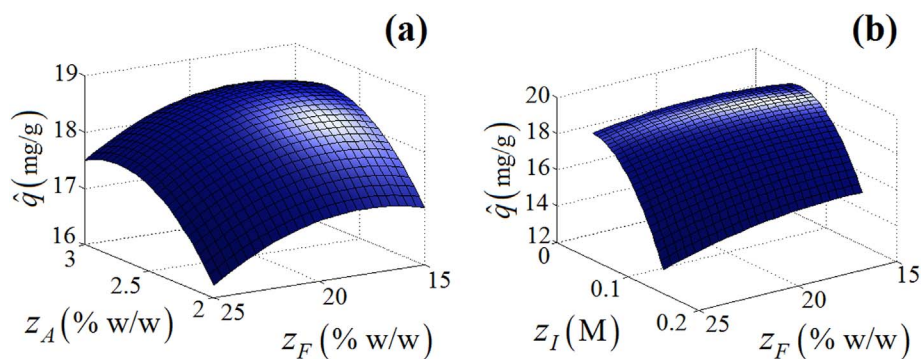 (a)
19
18
17
16
q̂ (mg/g)
3
2.5
2
z_A (% w/w)
25
20
15
z_F (% w/w)
(b)
20
18
16
14
12
q̂ (mg/g)
0
0.1
0.2
z_I (M)
25
20
15
z_F (% w/w)